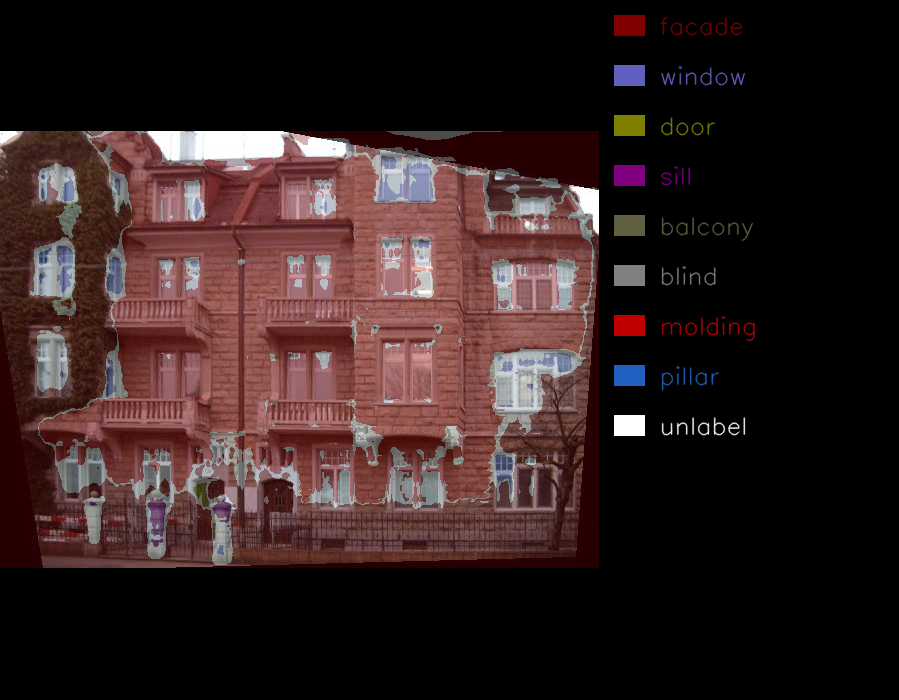 facade
window
door
sill
balcony
blind
molding
pillar
unlabel